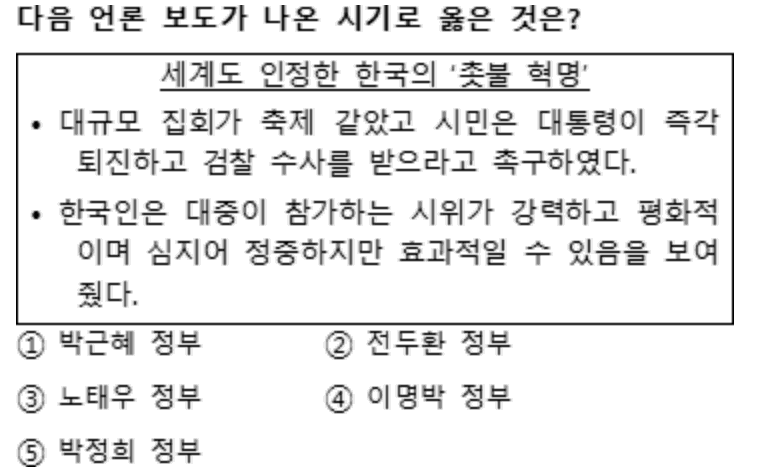 다음 언론 보도가 나온 시기로 옳은 것은?
세계도 인정한 한국의 '촛불 혁명'
• 대규모 집회가 축제 같았고 시민은 대통령이 즉각
퇴진하고 검찰 수사를 받으라고 촉구하였다.
• 한국인은 대중이 참가하는 시위가 강력하고 평화적
이며 심지어 정중하지만 효과적일 수 있음을 보여
줬다.
① 박근혜 정부 ② 전두환 정부
③ 노태우 정부 ④ 이명박 정부
⑤ 박정희 정부